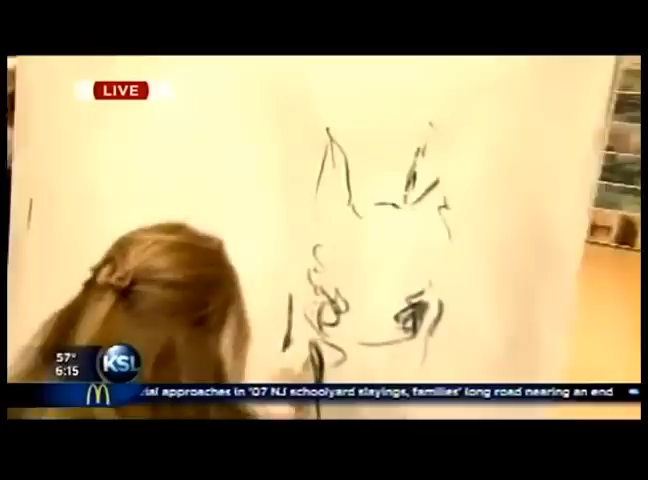 LIVE
57°
6:15
KSL
ial approaches in '07 NJ schoolyard slayings, families' long road nearing an end